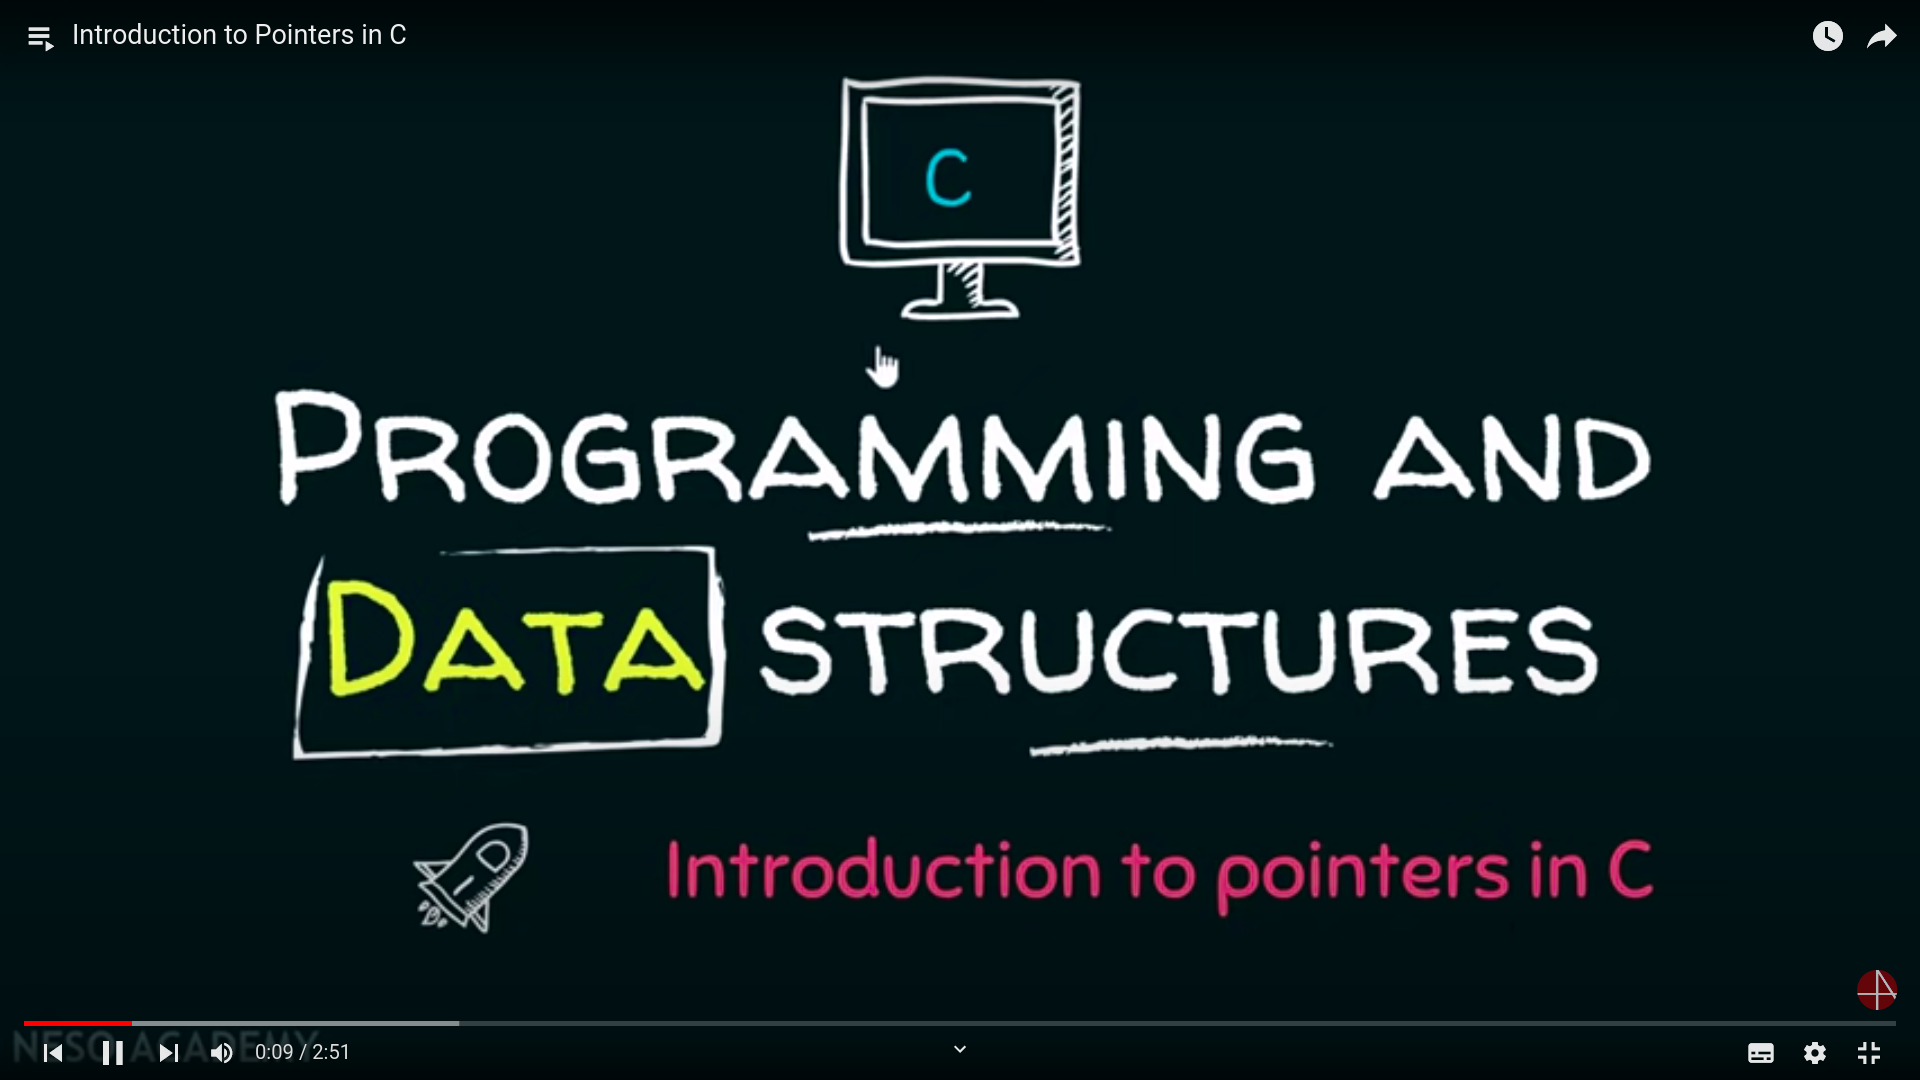 Introduction to Pointers in C
C
PROGRAMMING AND
DATA STRUCTURES
Introduction to pointers in C
NESO ACADEMY
0:09 / 2:51